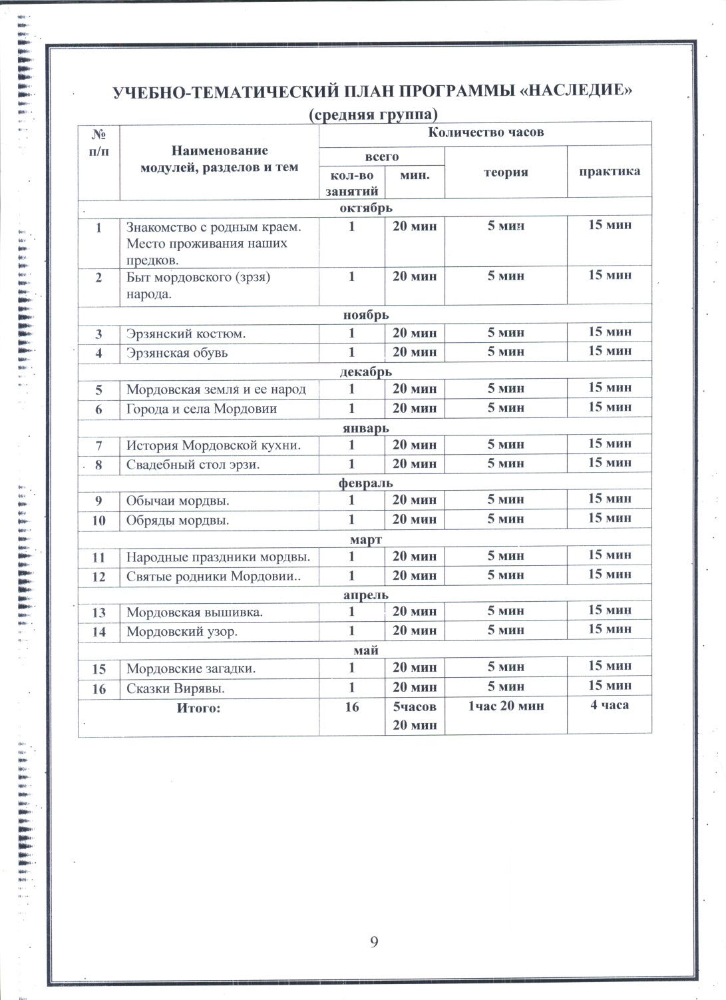 УЧЕБНО-ТЕМАТИЧЕСКИЙ ПЛАН ПРОГРАММЫ «НАСЛЕДИЕ»
(средняя группа)
№ п/п Наименование модулей, разделов и тем Количество часов
всего теория практика
кол-во занятий мин.
октябрь
1 Знакомство с родным краем. 1 20 мин 5 мин 15 мин
Место проживания наших
предков.
2 Быт мордовского (зрзя) 1 20 мин 5 мин 15 мин
народа.
ноябрь
3 Эрзянский костюм. 1 20 мин 5 мин 15 мин
4 Эрзянская обувь 1 20 мин 5 мин 15 мин
декабрь
5 Мордовская земля и ее народ 1 20 мин 5 мин 15 мин
6 Города и села Мордовии 1 20 мин 5 мин 15 мин
январь
7 История Мордовской кухни. 1 20 мин 5 мин 15 мин
8 Свадебный стол эрзи. 1 20 мин 5 мин 15 мин
февраль
9 Обычаи мордвы. 1 20 мин 5 мин 15 мин
10 Обряды мордвы. 1 20 мин 5 мин 15 мин
март
11 Народные праздники мордвы. 1 20 мин 5 мин 15 мин
12 Святые родники Мордовии.. 1 20 мин 5 мин 15 мин
апрель
13 Мордовская вышивка. 1 20 мин 5 мин 15 мин
14 Мордовский узор. 1 20 мин 5 мин 15 мин
май
15 Мордовские загадки. 1 20 мин 5 мин 15 мин
16 Сказки Вирявы. 1 20 мин 5 мин 15 мин
Итого: 16 5часов 1час 20 мин 4 часа
20 мин
9